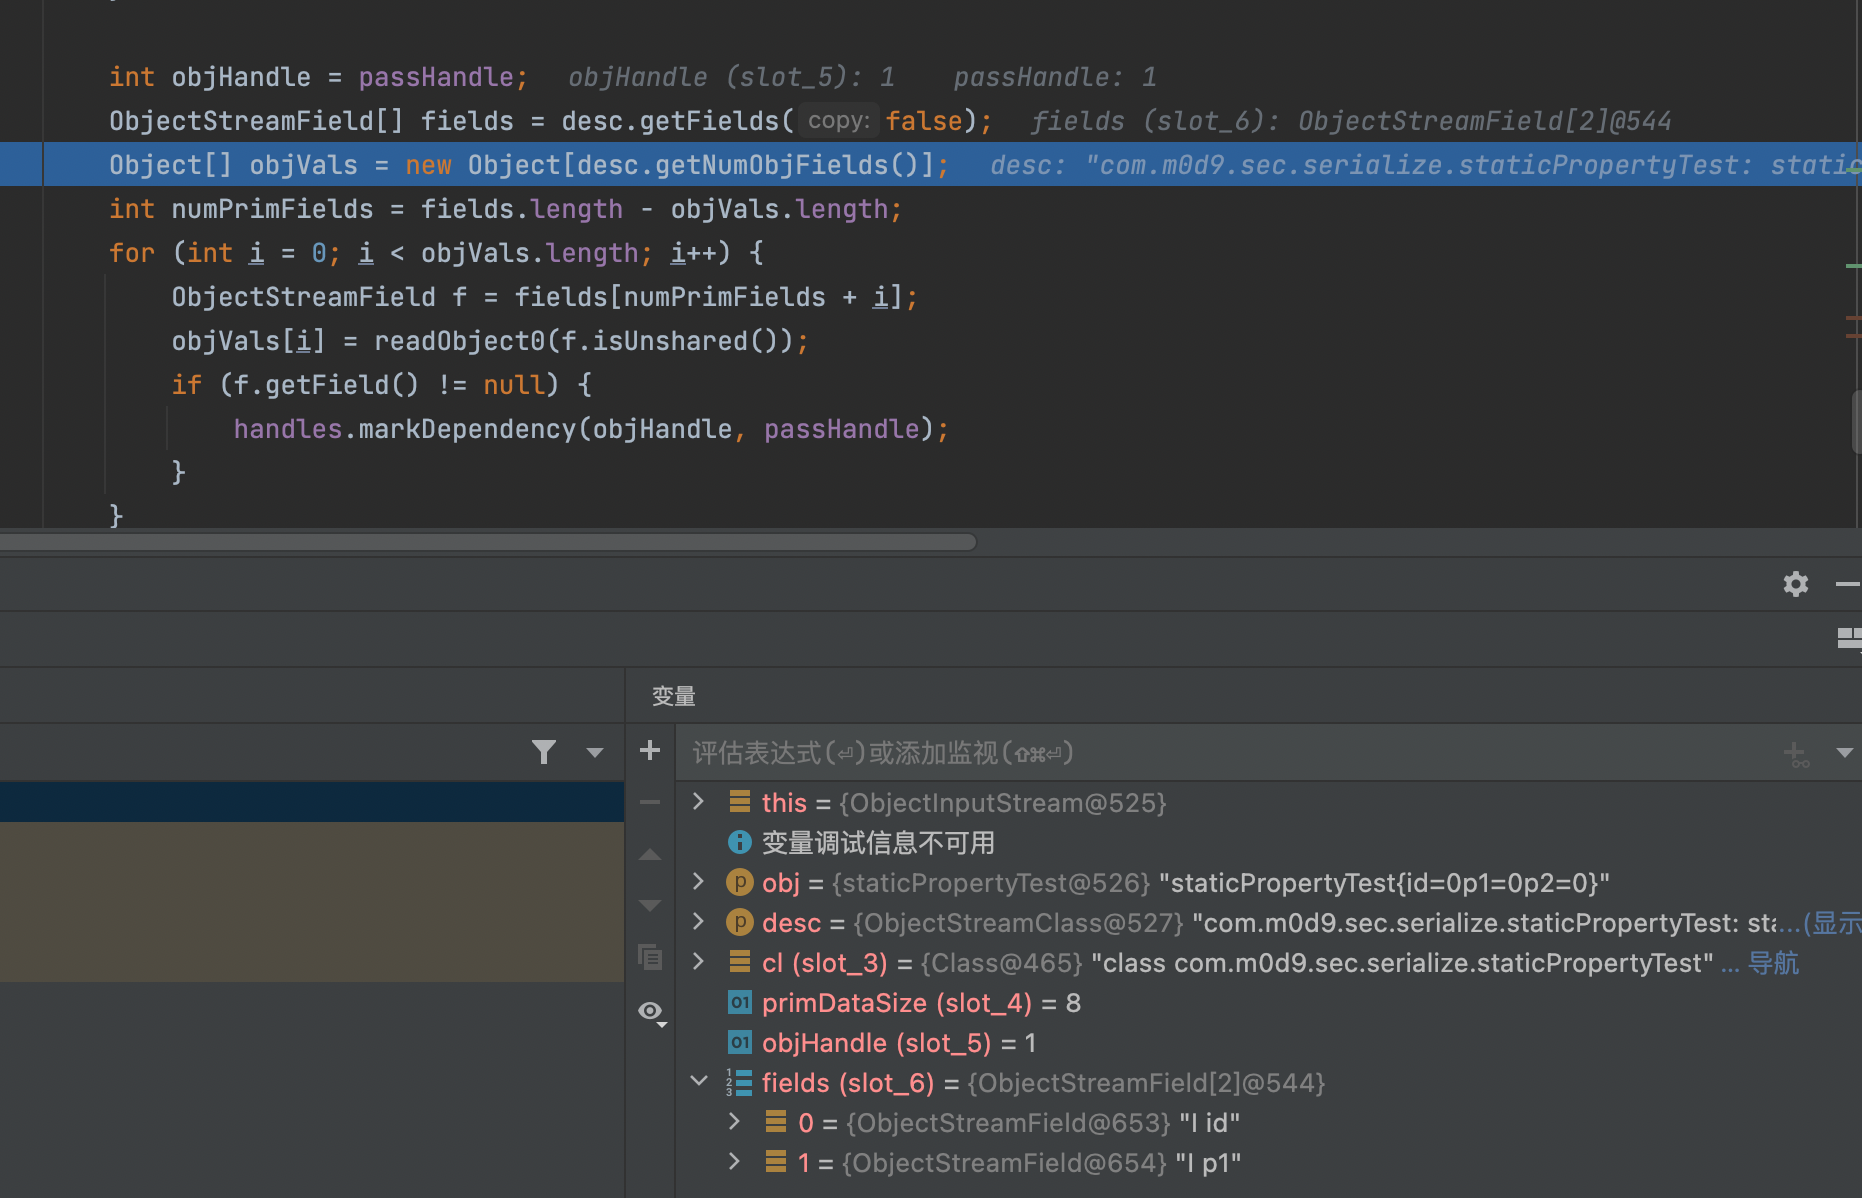 int objHandle = passHandle; objHandle (slot_5): 1 passHandle: 1
ObjectStreamField[] fields = desc.getFields( copy: false); fields (slot_6): ObjectStreamField[2]@544
Object[] objVals = new Object[desc.getNumObjFields()]; desc: "com.m0d9.sec.serialize.staticPropertyTest: static
int numPrimFields = fields.length - objVals.length;
for (int i = 0; i < objVals.length; i++) {
ObjectStreamField f = fields[numPrimFields + i];
objVals[i] = readObject0(f.isUnshared());
if (f.getField() != null) {
handles.markDependency(objHandle, passHandle);
}
}
变量
评估表达式(⏎)或添加监视(⇧⌘⏎)
this = {ObjectInputStream@525}
变量调试信息不可用
obj = {staticPropertyTest@526} "staticPropertyTest{id=0p1=0p2=0}"
desc = {ObjectStreamClass@527} "com.m0d9.sec.serialize.staticPropertyTest: sta...(显示
cl (slot_3) = {Class@465} "class com.m0d9.sec.serialize.staticPropertyTest" ... 导航
01 primDataSize (slot_4) = 8
01 objHandle (slot_5) = 1
fields (slot_6) = {ObjectStreamField[2]@544}
0 = {ObjectStreamField@653} "I id"
1 = {ObjectStreamField@654} "I p1"